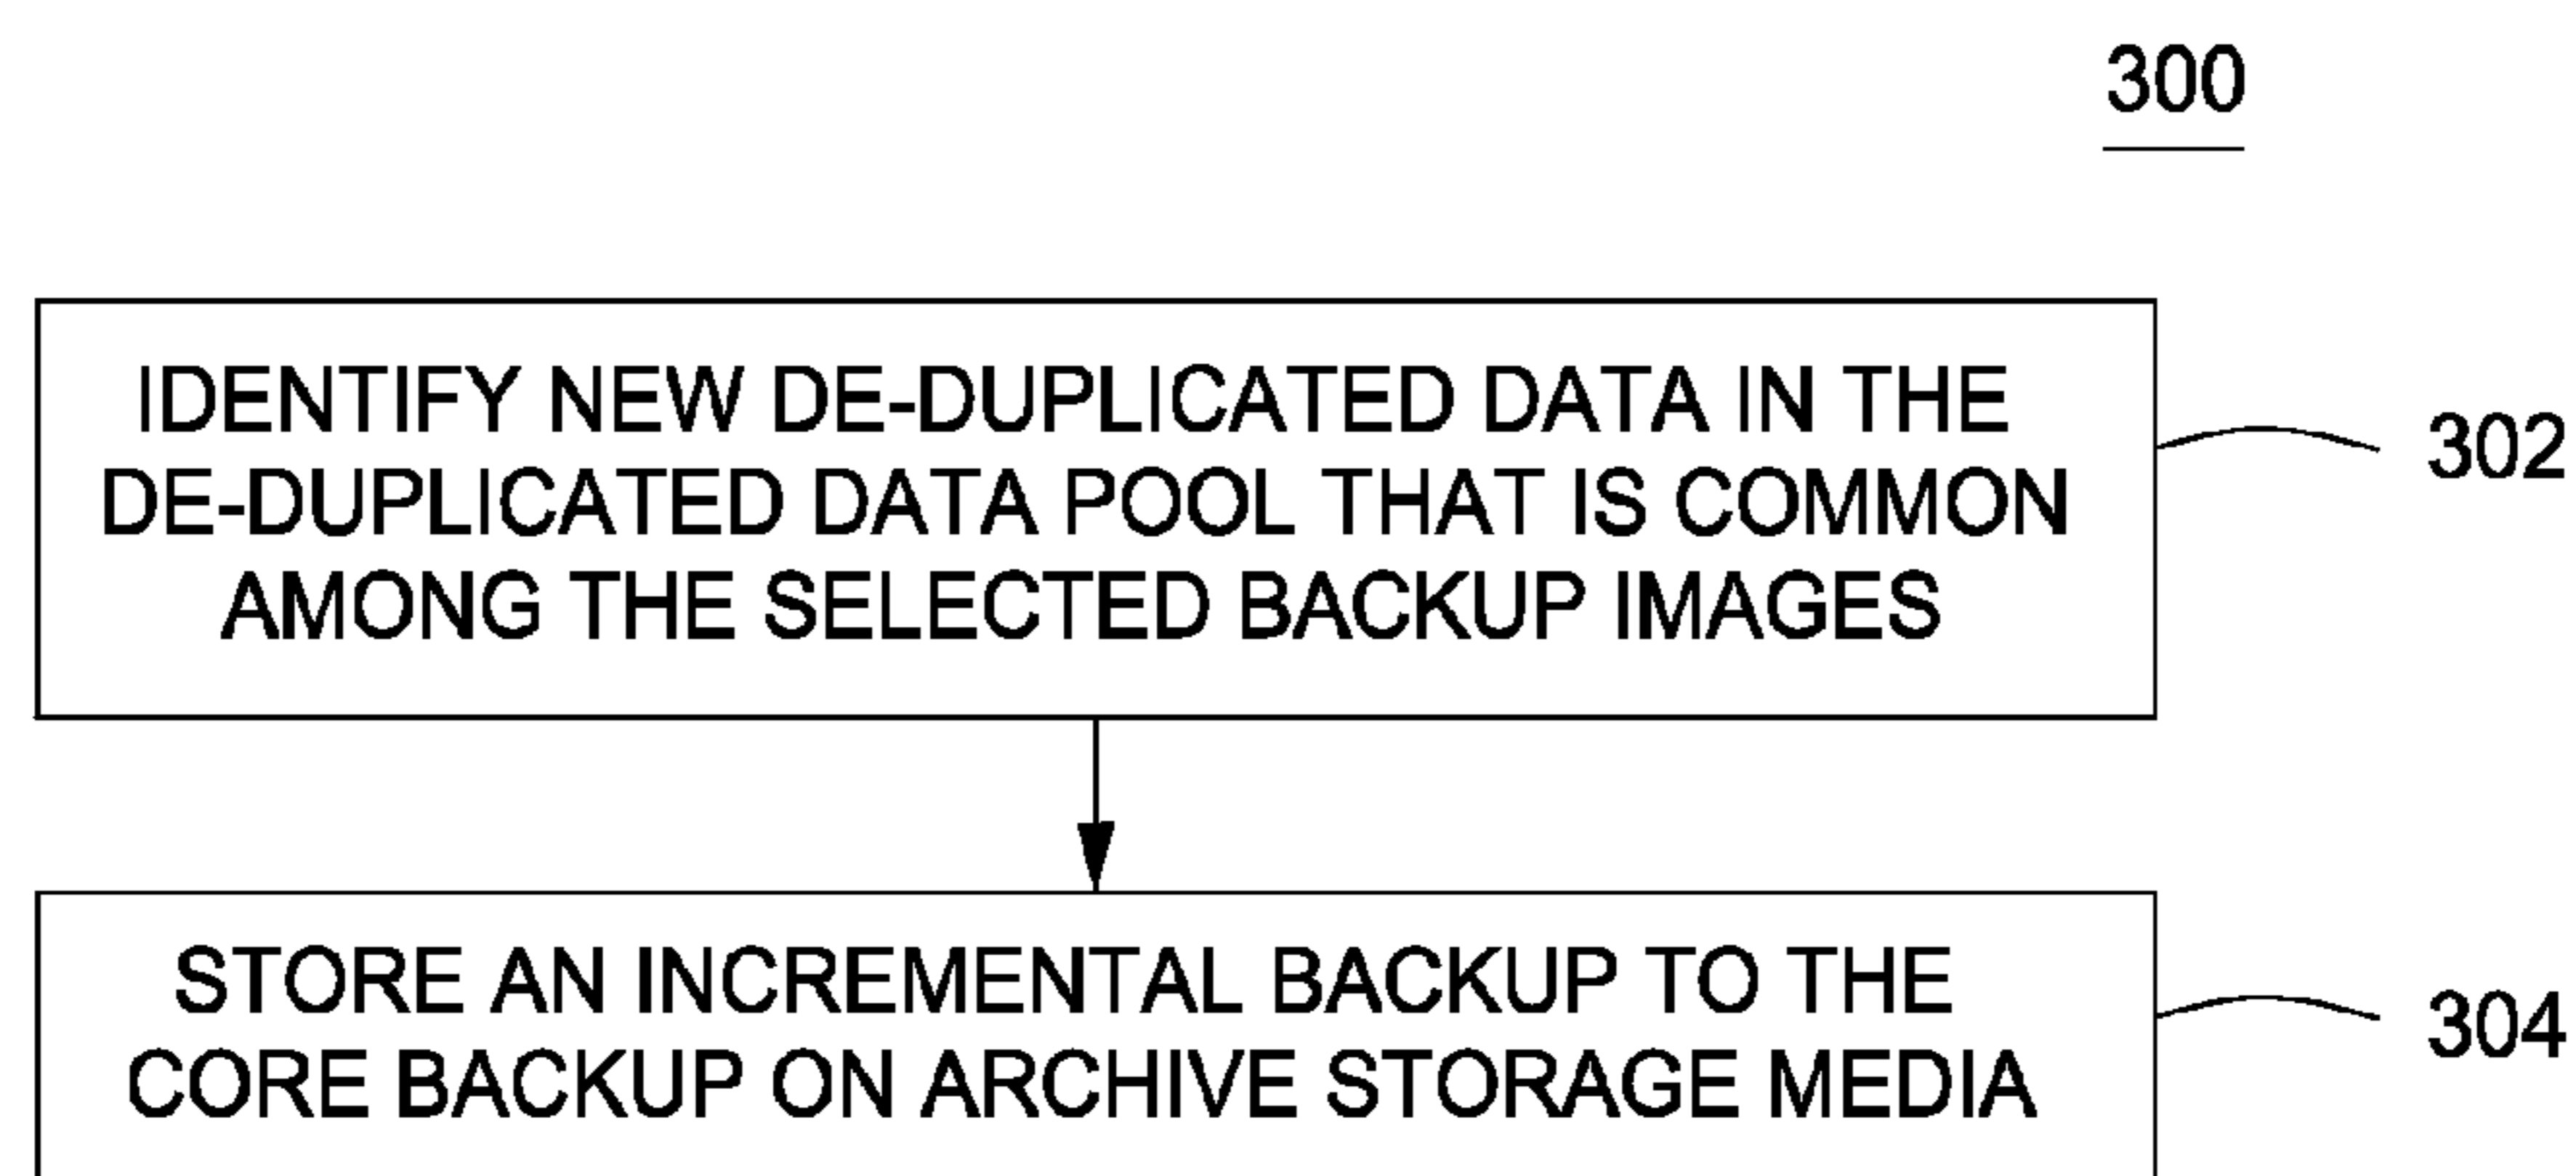 300
IDENTIFY NEW DE-DUPLICATED DATA IN THE
DE-DUPLICATED DATA POOL THAT IS COMMON
AMONG THE SELECTED BACKUP IMAGES
302
STORE AN INCREMENTAL BACKUP TO THE
CORE BACKUP ON ARCHIVE STORAGE MEDIA
304